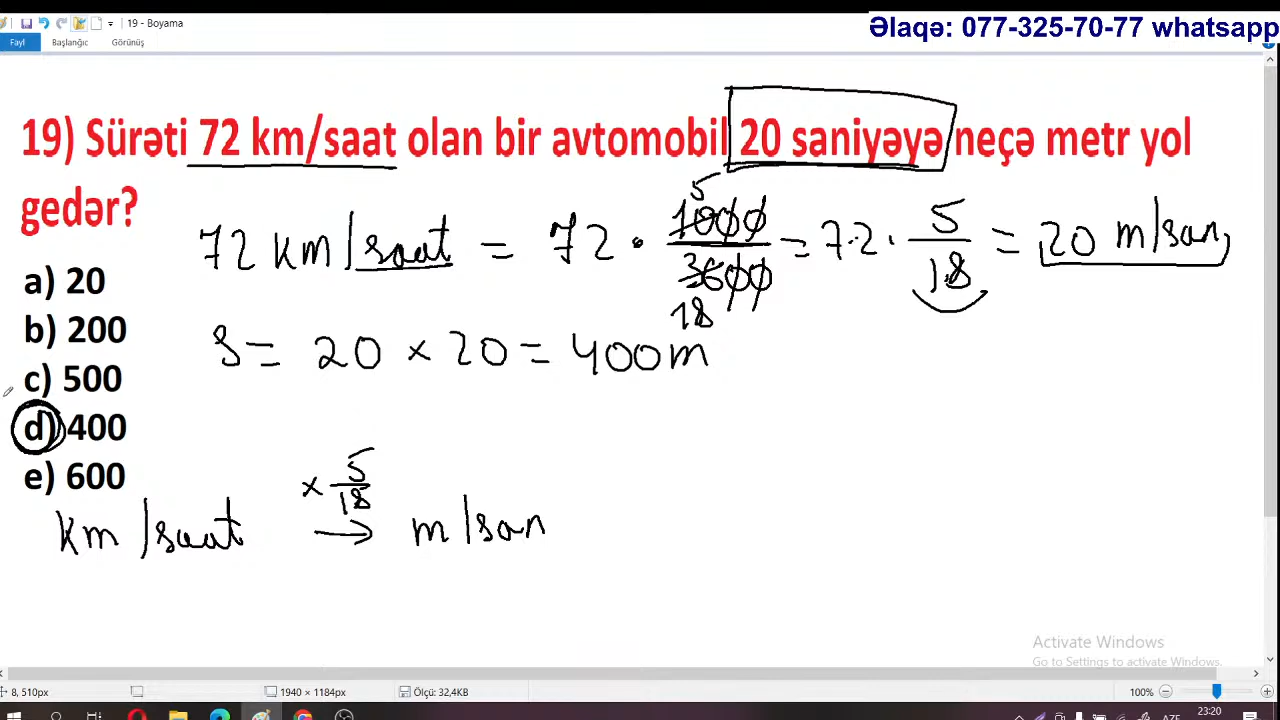 19 - Boyama
Əlaqə: 077-325-70-77 whatsapp
Fayl Başlanğıc Görünüş
19) Sürəti 72 km/saat olan bir avtomobil 20 saniyəyə neçə metr yol
gedər?
72 km/saat = 72 · 1000/3600 = 72 · 5/18 = 20 m/san
5
18
a) 20
b) 200
S = 20 × 20 = 400m
c) 500
d) 400
e) 600
× 5/18
km/saat → m/san
Activate Windows
Go to Settings to activate Windows.
8, 510px 1940 × 1184px Ölçü: 32,4KB 100%
AZE 23:20